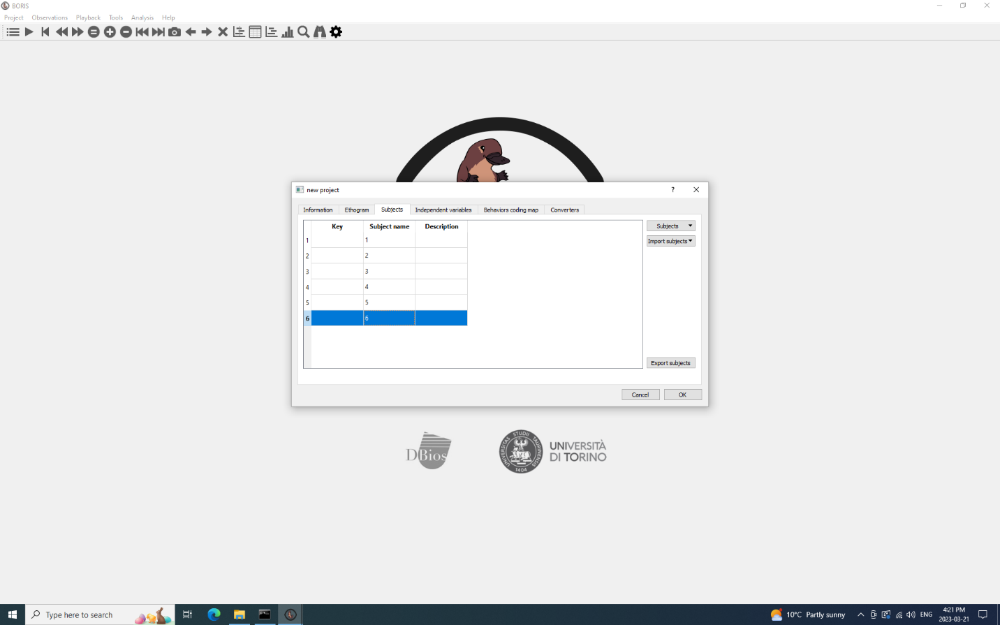 BORIS
Project Observations Playback Tools Analysis Help
new project ?
Information Ethogram Subjects Independent variables Behaviors coding map Converters
Key Subject name Description
Subjects
1 1
Import subjects
2 2
3 3
4 4
5 5
6 6
Export subjects
Cancel OK
DBios
UNIVERSITAS STUDII TAURINENSIS
1404
UNIVERSITÀ
DI TORINO
Type here to search
10°C Partly sunny
ENG
4:21 PM
2023-03-21